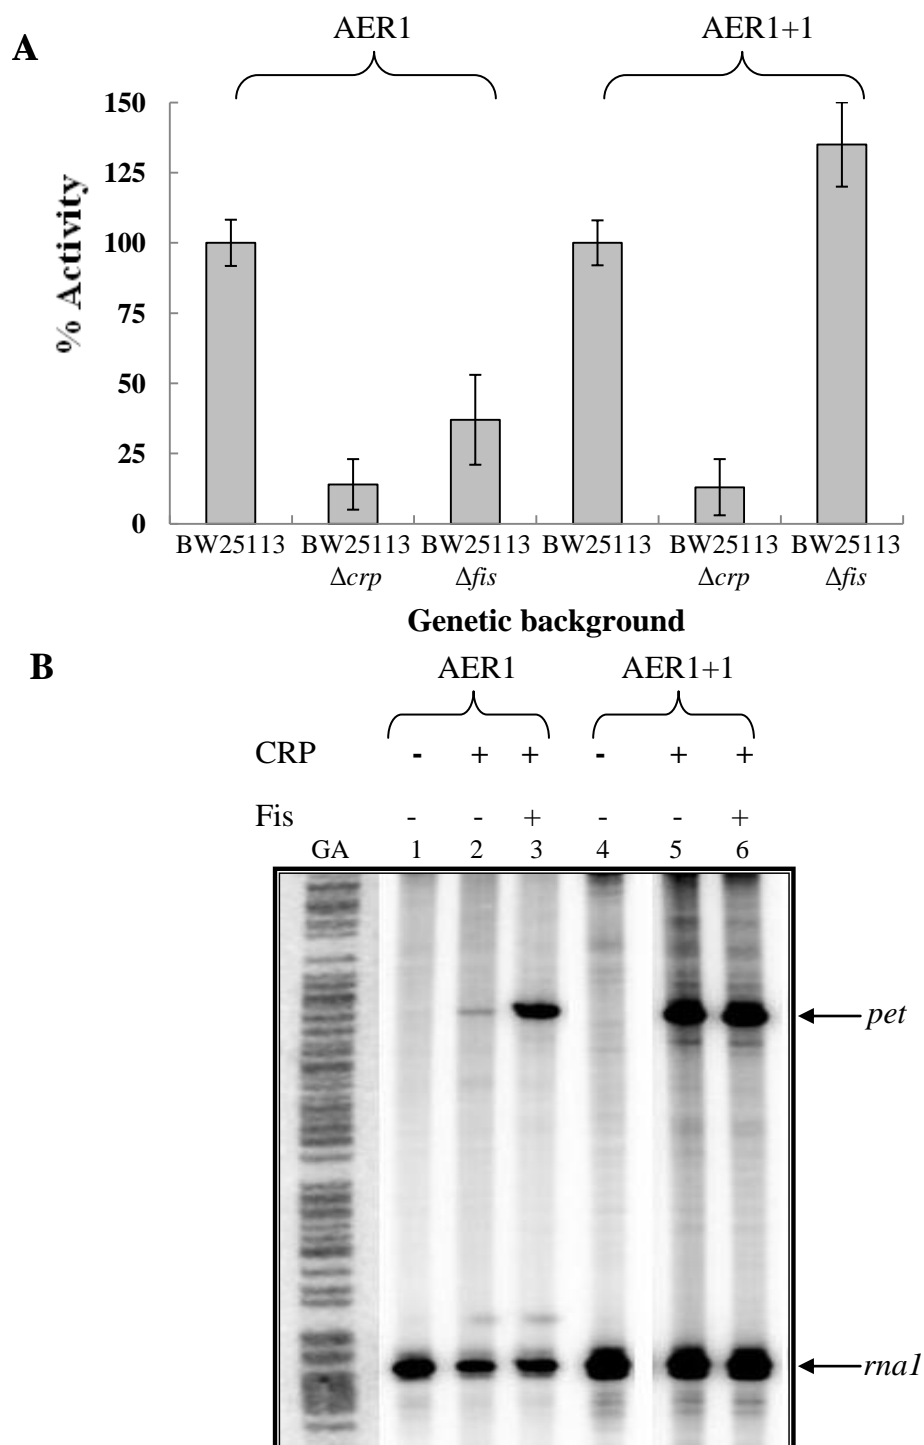 A
AER1 AER1+1
150
125
100
75
50
25
0
% Activity
BW25113 BW25113 BW25113 BW25113 BW25113 BW25113
Δcrp Δfis Δcrp Δfis
Genetic background
B
AER1 AER1+1
CRP - + + - + +
Fis - - + - - +
GA 1 2 3 4 5 6
pet
rna1